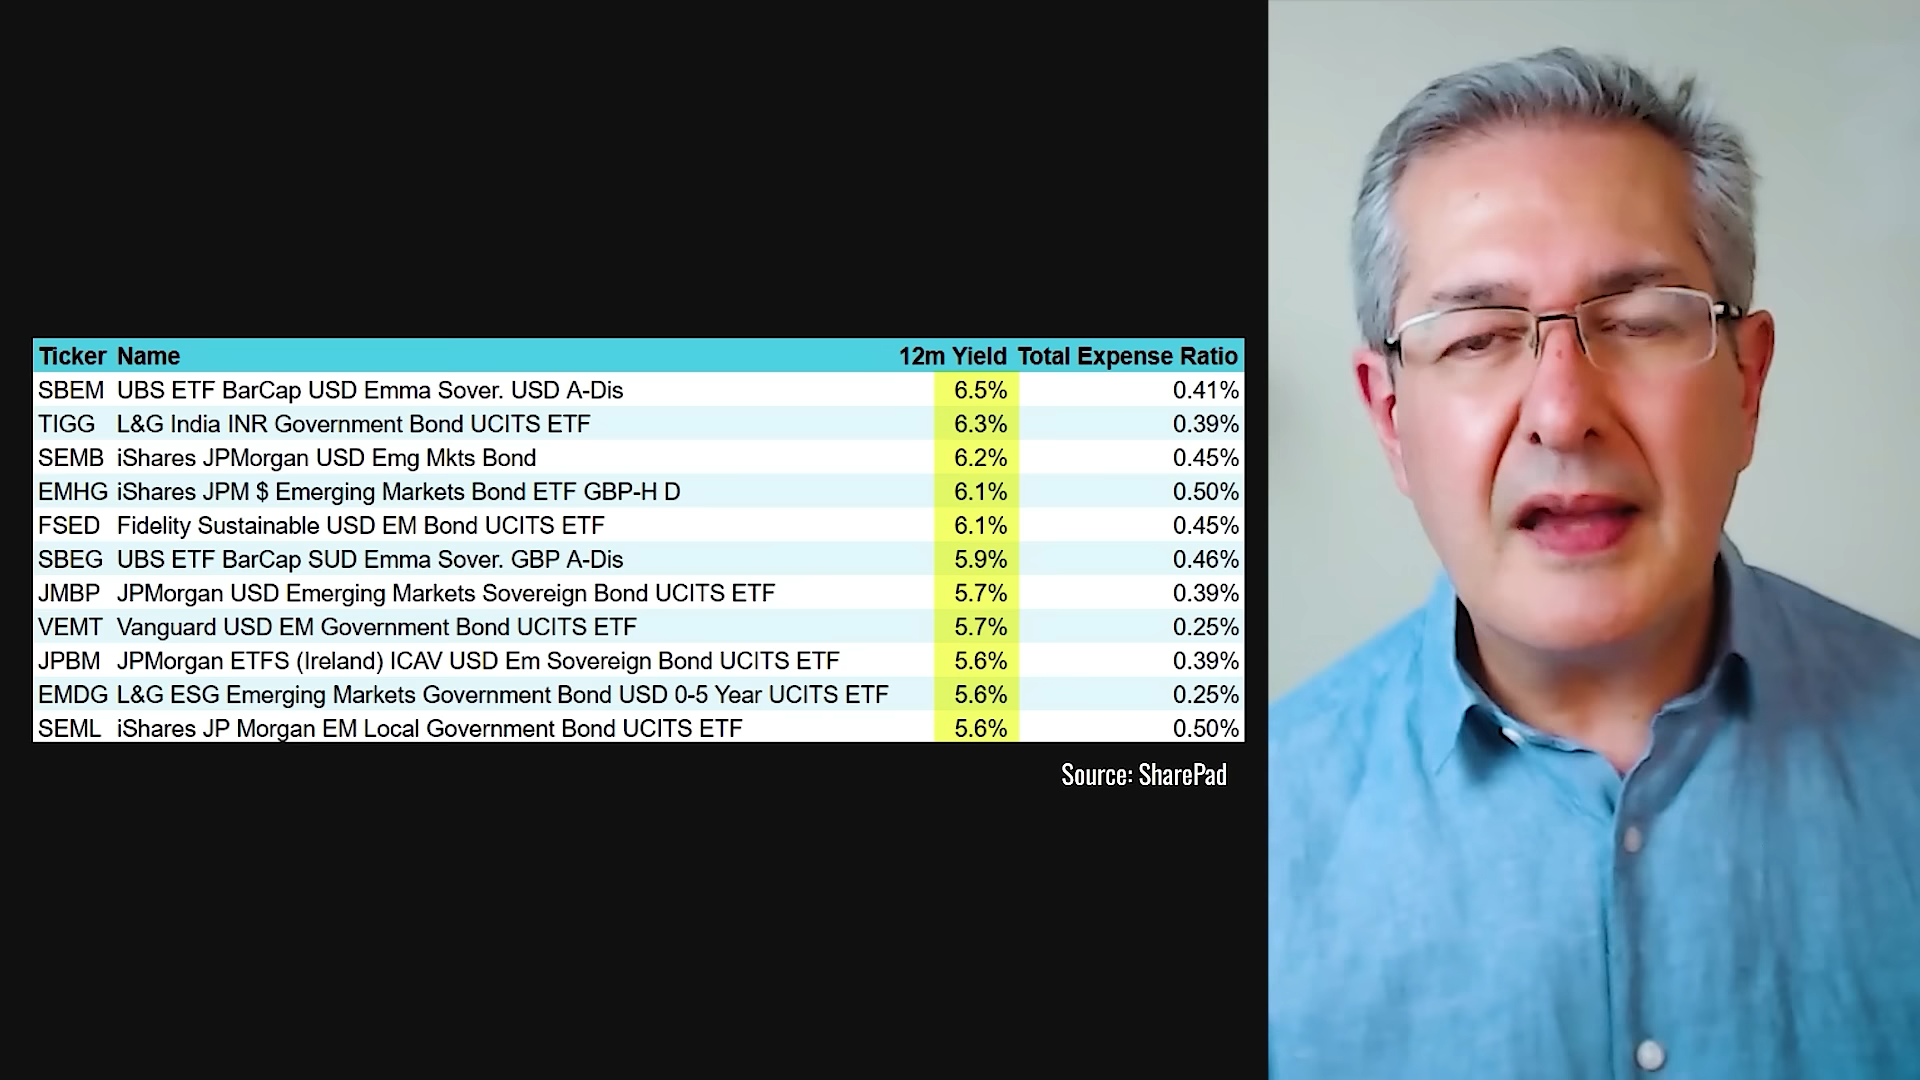 Ticker Name 12m Yield Total Expense Ratio
SBEM UBS ETF BarCap USD Emma Sover. USD A-Dis 6.5% 0.41%
TIGG L&G India INR Government Bond UCITS ETF 6.3% 0.39%
SEMB iShares JPMorgan USD Emg Mkts Bond 6.2% 0.45%
EMHG iShares JPM $ Emerging Markets Bond ETF GBP-H D 6.1% 0.50%
FSED Fidelity Sustainable USD EM Bond UCITS ETF 6.1% 0.45%
SBEG UBS ETF BarCap SUD Emma Sover. GBP A-Dis 5.9% 0.46%
JMBP JPMorgan USD Emerging Markets Sovereign Bond UCITS ETF 5.7% 0.39%
VEMT Vanguard USD EM Government Bond UCITS ETF 5.7% 0.25%
JPBM JPMorgan ETFS (Ireland) ICAV USD Em Sovereign Bond UCITS ETF 5.6% 0.39%
EMDG L&G ESG Emerging Markets Government Bond USD 0-5 Year UCITS ETF 5.6% 0.25%
SEML iShares JP Morgan EM Local Government Bond UCITS ETF 5.6% 0.50%
Source: SharePad